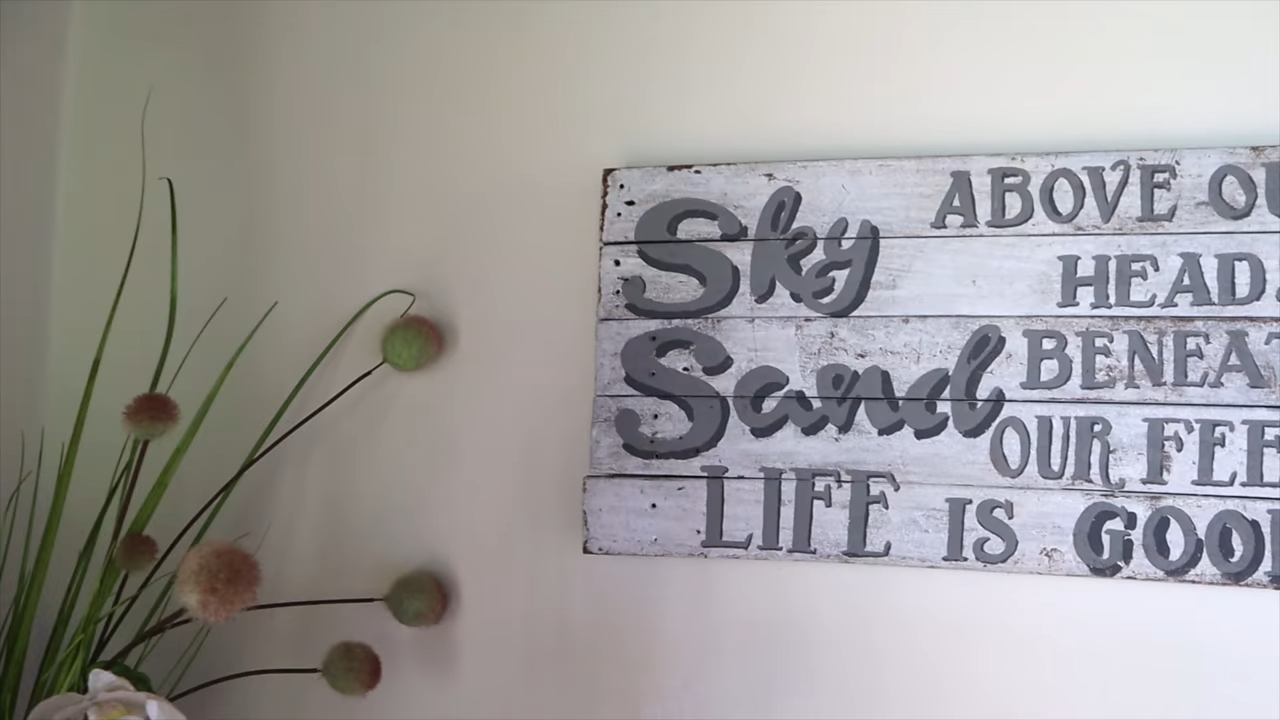 Sky ABOVE OU
HEAD
Sand BENEAT
OUR FEE
LIFE IS GOO